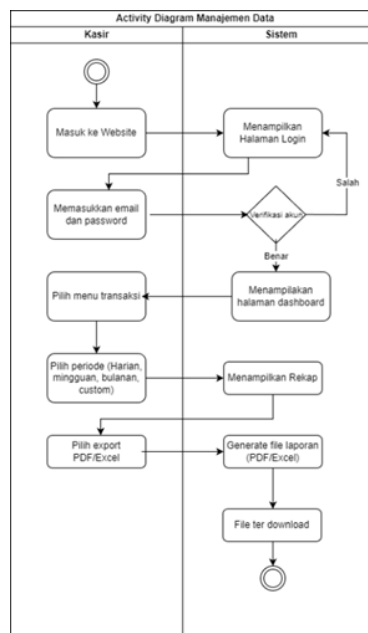 Activity Diagram Manajemen Data
Kasir
Sistem
Masuk ke Website
Menampilkan
Halaman Login
Salah
Memasukkan email
dan password
Verifikasi akun
Benar
Pilih menu transaksi
Menampilakan
halaman dashboard
Pilih periode (Harian,
mingguan, bulanan,
custom)
Menampilkan Rekap
Pilih export
PDF/Excel
Generate file laporan
(PDF/Excel)
File ter download